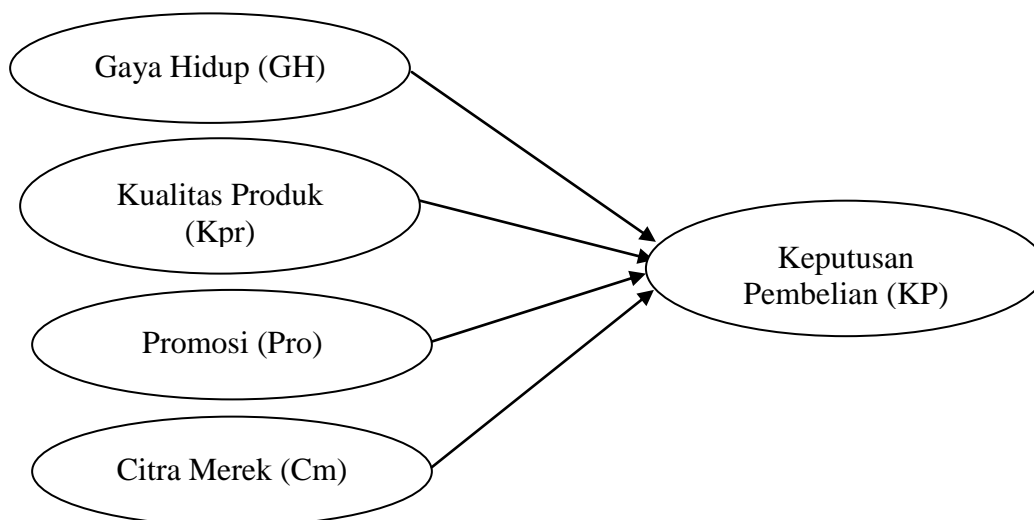 Gaya Hidup (GH)
Kualitas Produk
(Kpr)
Promosi (Pro)
Citra Merek (Cm)
Keputusan
Pembelian (KP)